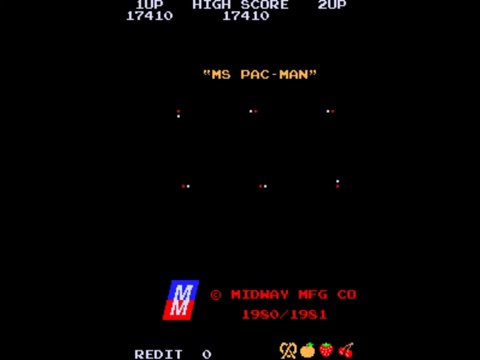 1UP HIGH SCORE 2UP
17410 17410
"MS PAC-MAN"
MM
© MIDWAY MFG CO
1980/1981
REDIT 0